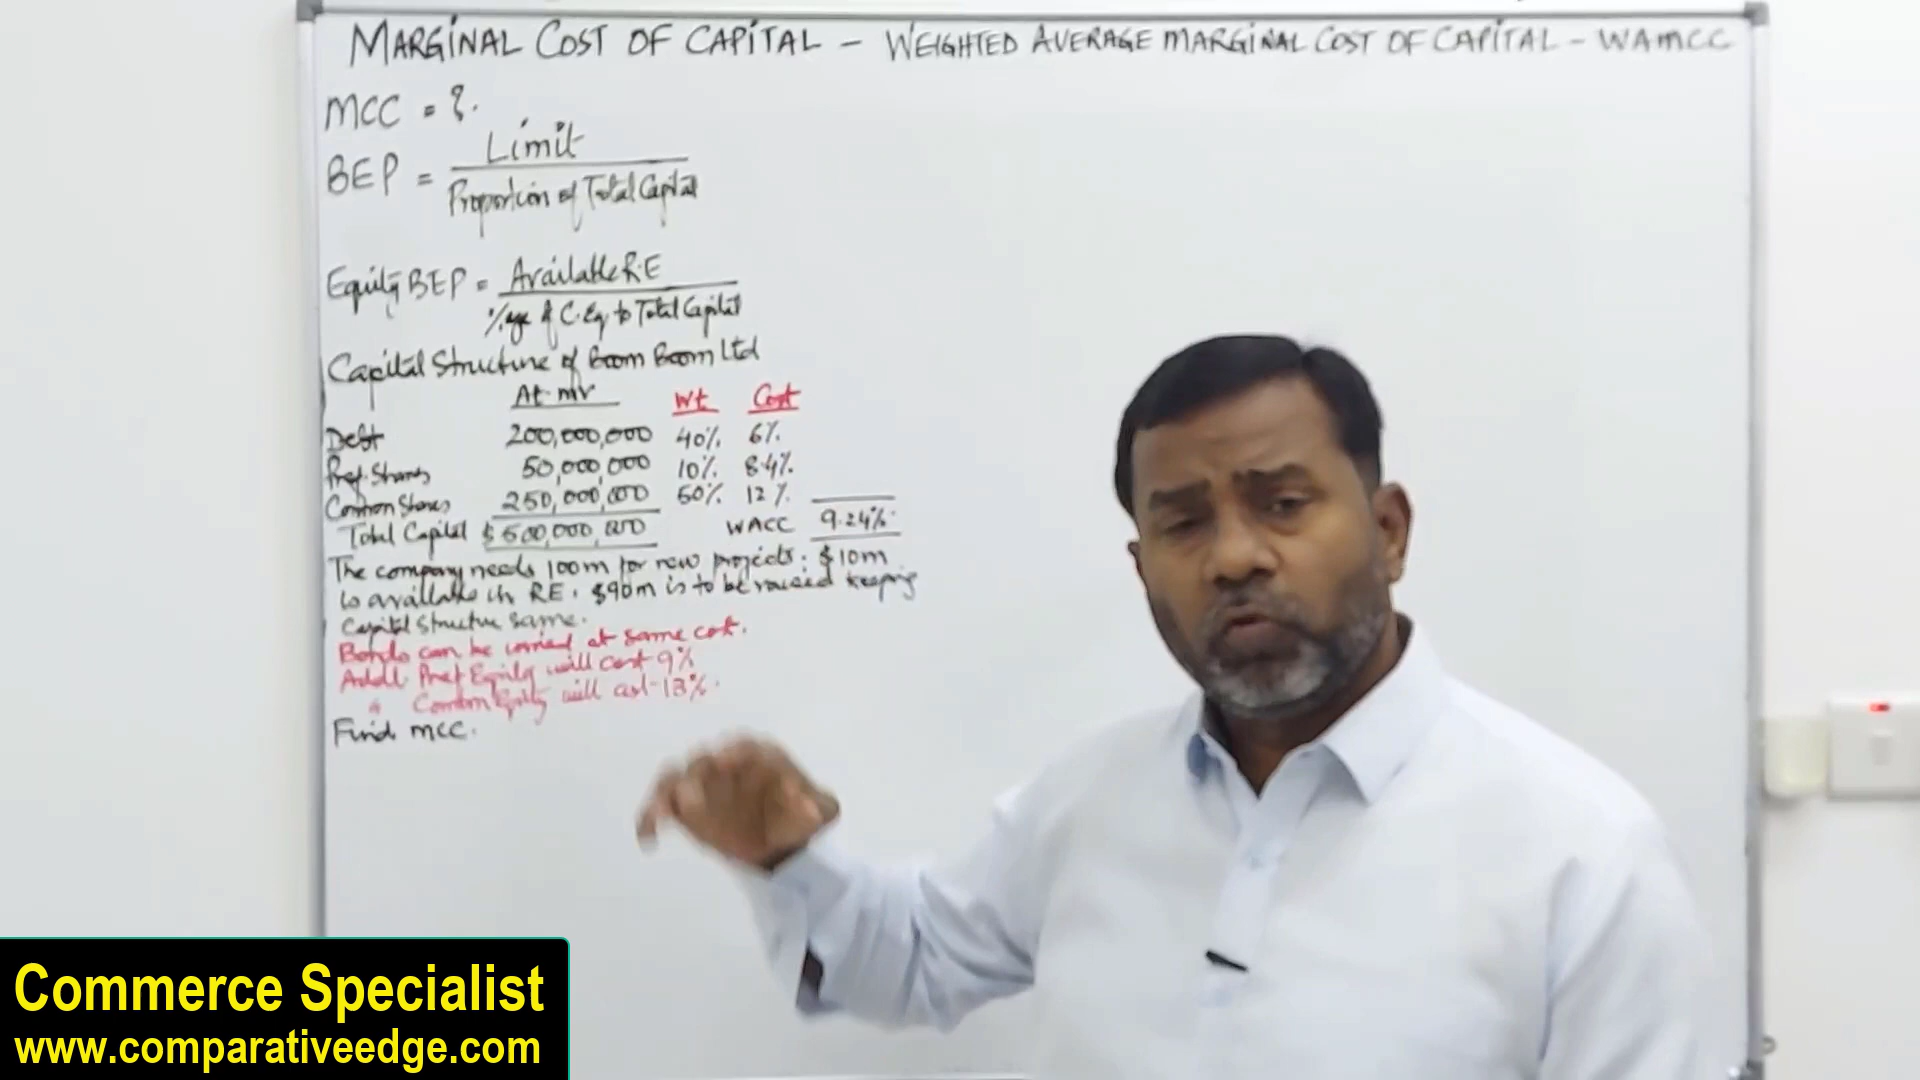 MARGINAL COST OF CAPITAL - WEIGHTED AVERAGE MARGINAL COST OF CAPITAL - WAMCC
MCC = ?.
BEP = Limit / Proportion of Total Capital
Equity BEP = Available R.E / %age of C.Eq to Total Capital
Capital Structure of Boom Boom Ltd
At mv Wt Cost
Debt 200,000,000 40% 6%
Pref. Shares 50,000,000 10% 8.4%
Common Shares 250,000,000 50% 12%
Total Capital $ 500,000,000 WACC 9.24%
The company needs 100m for new projects. $10m
is available in RE. $90m is to be raised keeping
Capital Structure same.
Bonds can be at same cost.
Addl. Pref Equity will cost 9%
" Common Equity will cost 13%.
Find MCC.
Commerce Specialist
www.comparativeedge.com